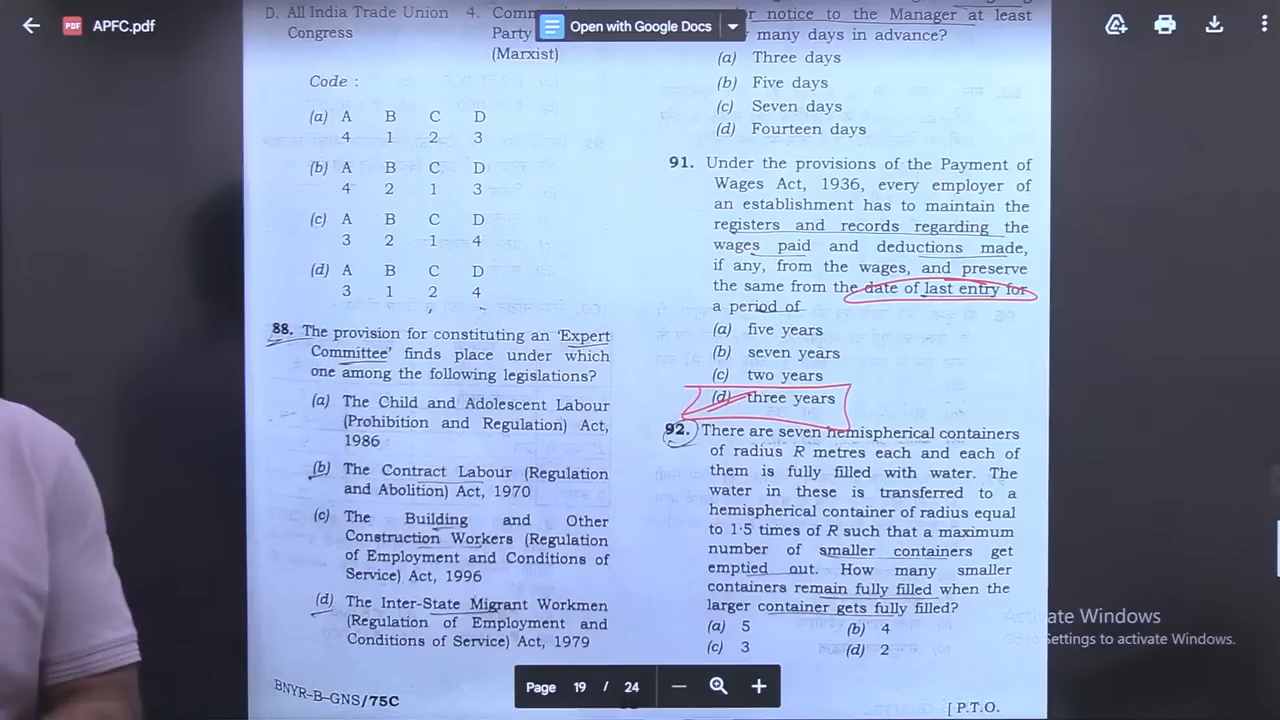 APFC.pdf
Open with Google Docs
D. All India Trade Union 4.
Congress Party
(Marxist)
Code :
(a) A B C D
4 1 2 3
(b) A B C D
4 2 1 3
(c) A B C D
3 2 1 4
(d) A B C D
3 1 2 4
88. The provision for constituting an 'Expert
Committee' finds place under which
one among the following legislations?
(a) The Child and Adolescent Labour
(Prohibition and Regulation) Act,
1986
(b) The Contract Labour (Regulation
and Abolition) Act, 1970
(c) The Building and Other
Construction Workers (Regulation
of Employment and Conditions of
Service) Act, 1996
(d) The Inter-State Migrant Workmen
(Regulation of Employment and
Conditions of Service) Act, 1979
BNYR-B-GNS/75C
notice to the Manager at least
many days in advance?
(a) Three days
(b) Five days
(c) Seven days
(d) Fourteen days
91. Under the provisions of the Payment of
Wages Act, 1936, every employer of
an establishment has to maintain the
registers and records regarding the
wages paid and deductions made,
if any, from the wages, and preserve
the same from the date of last entry for
a period of
(a) five years
(b) seven years
(c) two years
(d) three years
92. There are seven hemispherical containers
of radius R metres each and each of
them is fully filled with water. The
water in these is transferred to a
hemispherical container of radius equal
to 1·5 times of R such that a maximum
number of smaller containers get
emptied out. How many smaller
containers remain fully filled when the
larger container gets fully filled?
(a) 5 (b) 4
(c) 3 (d) 2
[ P.T.O.
Activate Windows
Settings to activate Windows.
Page 19 / 24